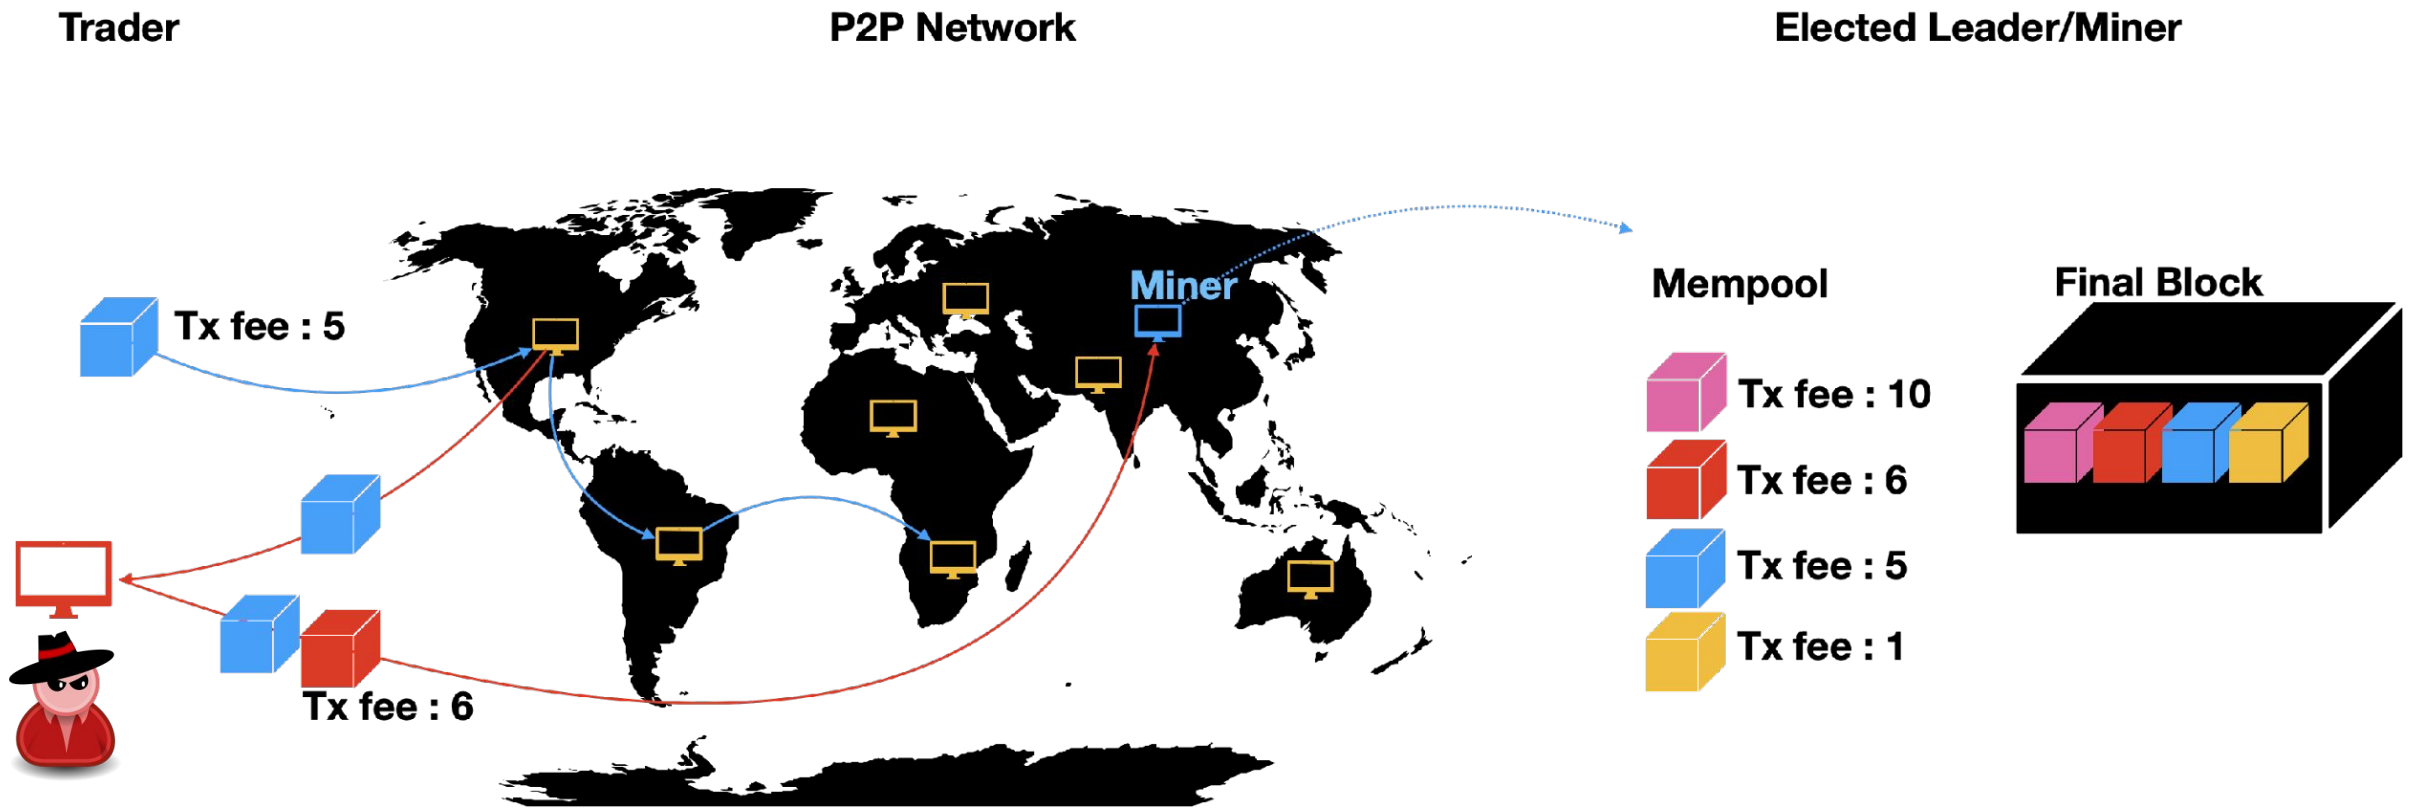 Trader
P2P Network
Elected Leader/Miner
Tx fee : 5
Miner
Tx fee : 6
Mempool
Final Block
Tx fee : 10
Tx fee : 6
Tx fee : 5
Tx fee : 1